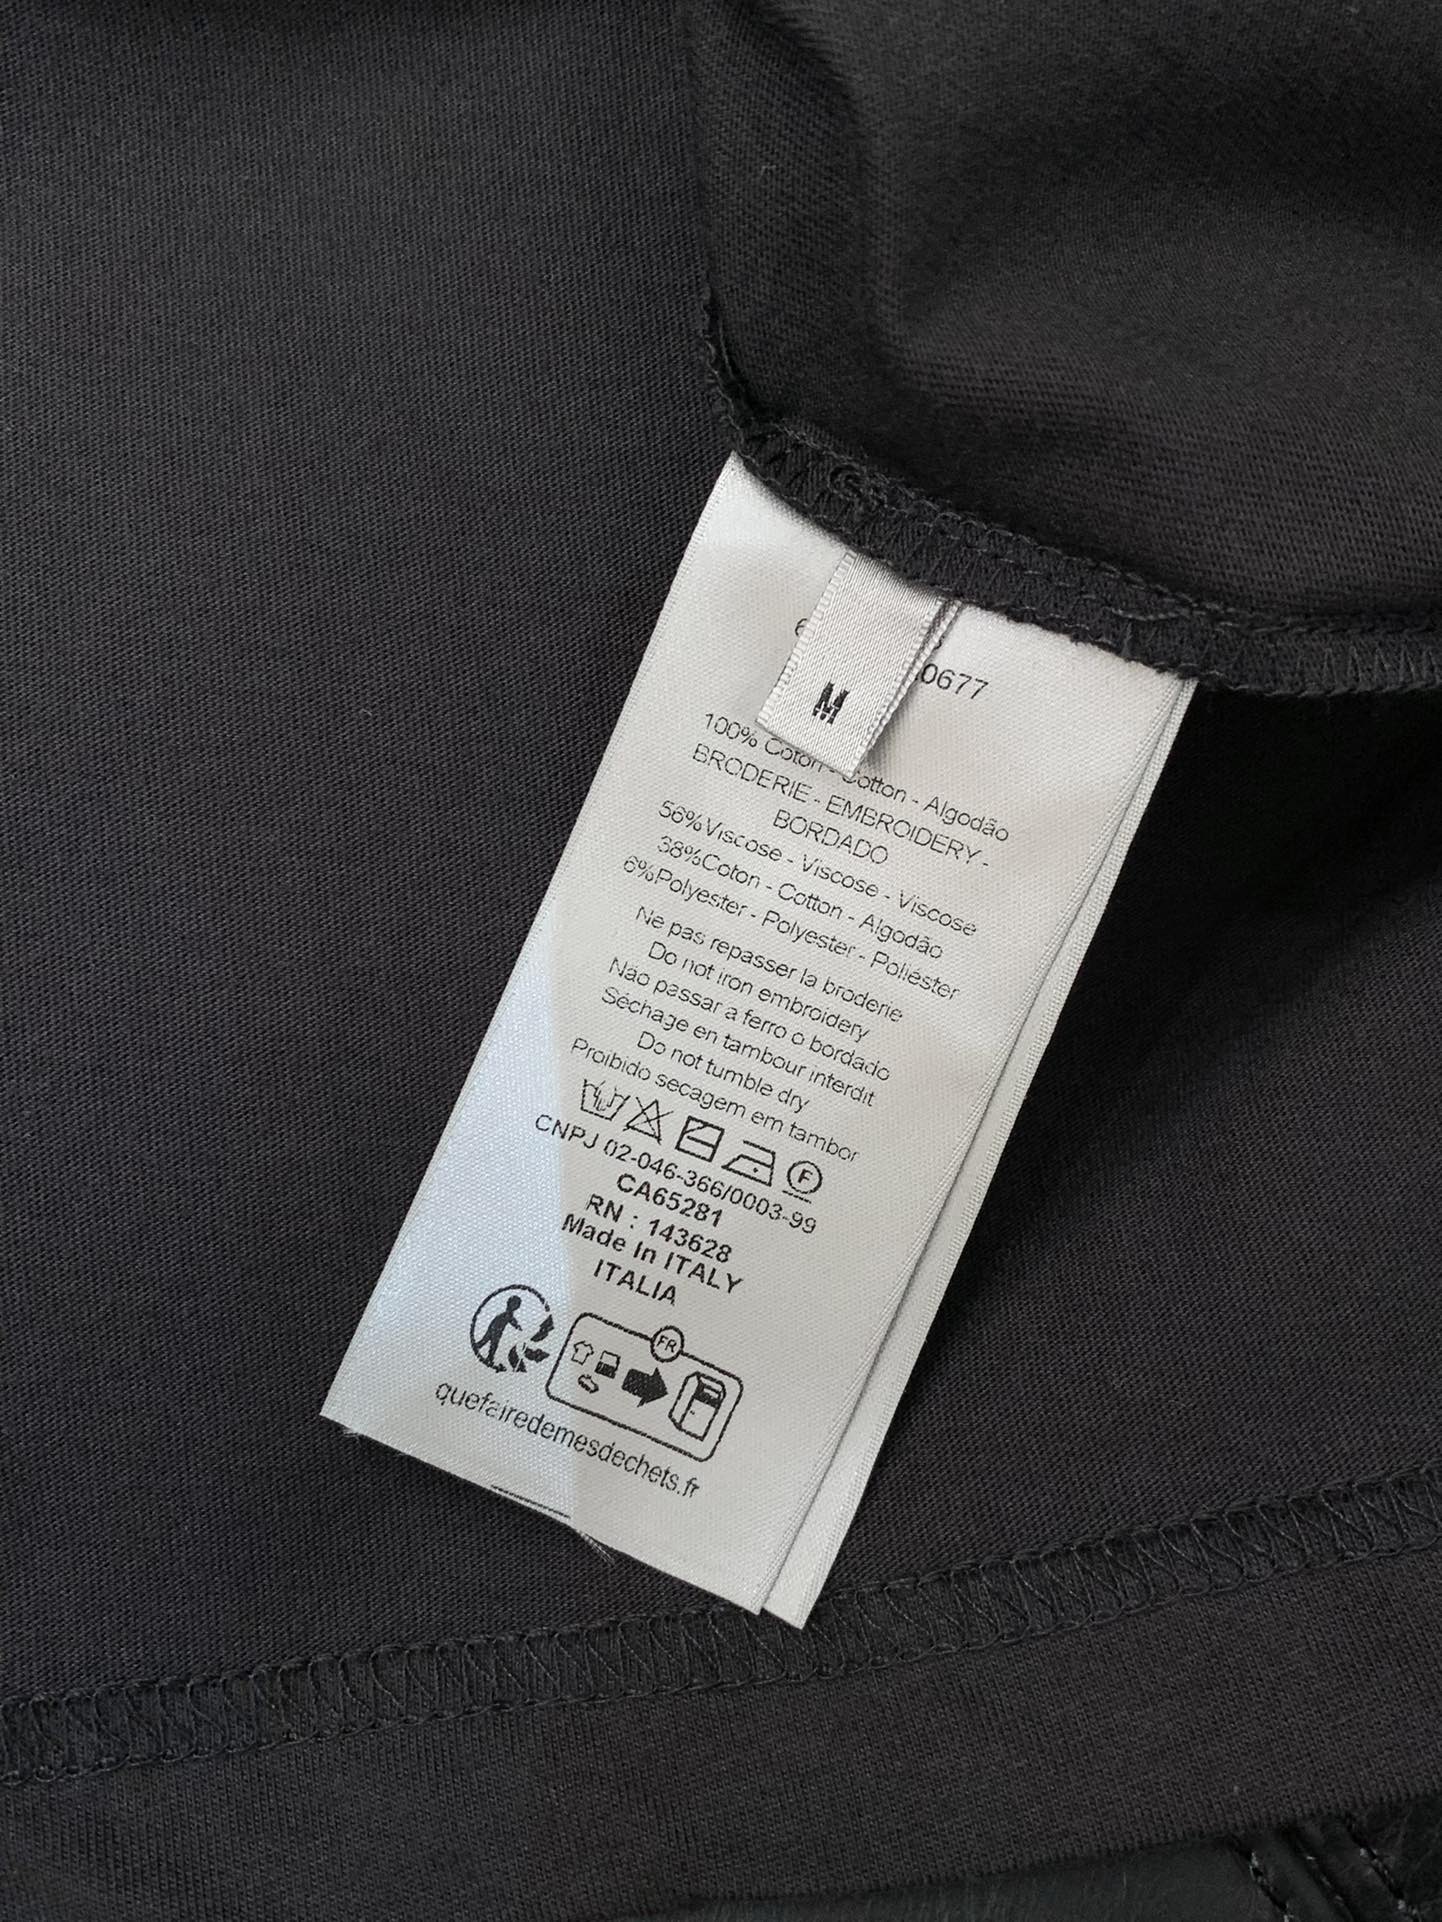 M
0677
100% Coton - Cotton - Algodão
BRODERIE - EMBROIDERY -
BORDADO
56%Viscose - Viscose - Viscose
38%Coton - Cotton - Algodão
6%Polyester - Polyester - Poliéster
Ne pas repasser la broderie
Do not iron embroidery
Não passar a ferro o bordado
Séchage en tambour interdit
Do not tumble dry
Proibido secagem em tambor
F
CNPJ 02-046-366/0003-99
CA65281
RN : 143628
Made in ITALY
ITALIA
FR
quefairedemesdechets.fr